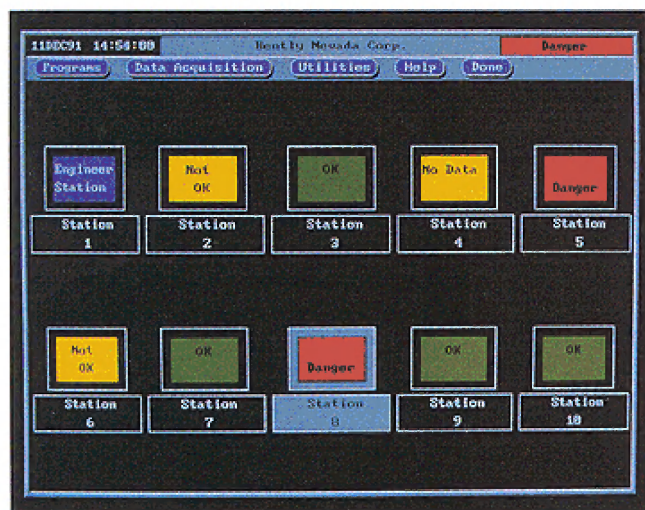 11DEC91 14:54:00 Bently Nevada Corp. Danger
Programs Data Acquisition Utilities Help Done
Engineer Station
Not OK
OK
No Data
Danger
Station 1
Station 2
Station 3
Station 4
Station 5
Not OK
OK
Danger
OK
OK
Station 6
Station 7
Station 8
Station 9
Station 10